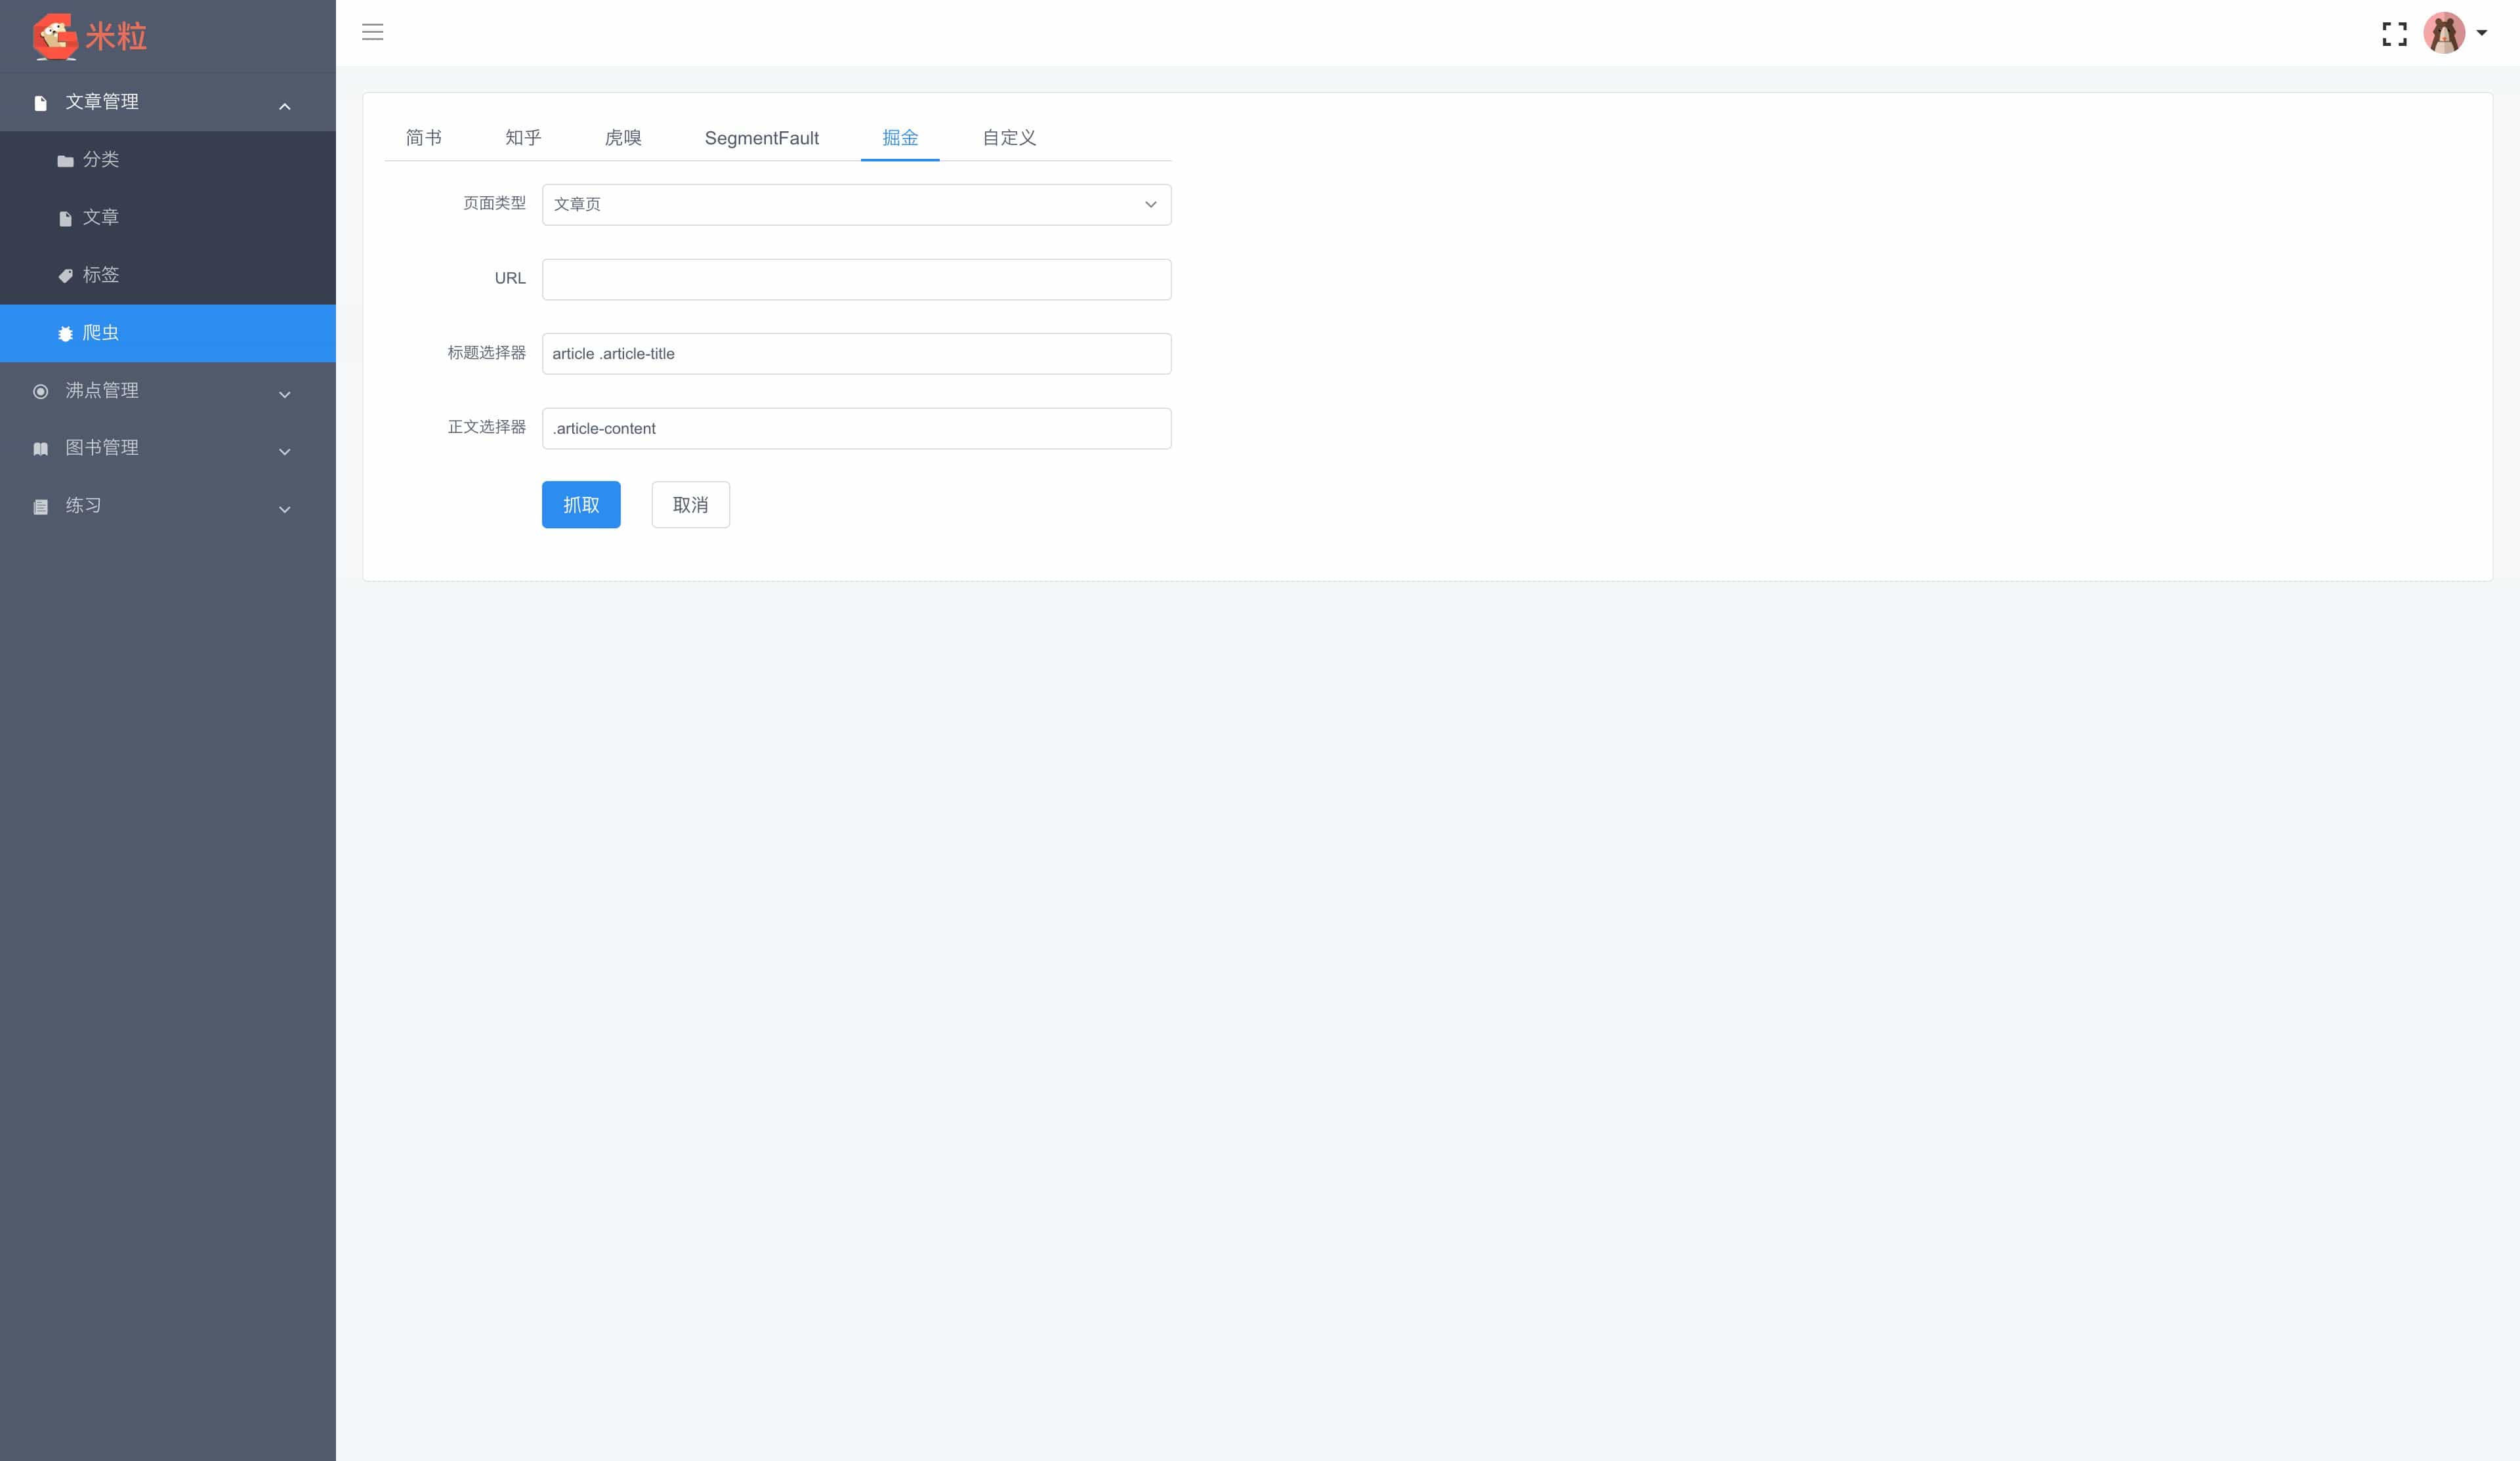 米粒
文章管理
分类
文章
标签
爬虫
沸点管理
图书管理
练习
简书 知乎 虎嗅 SegmentFault 掘金 自定义
页面类型 文章页
URL
标题选择器 article .article-title
正文选择器 .article-content
抓取 取消